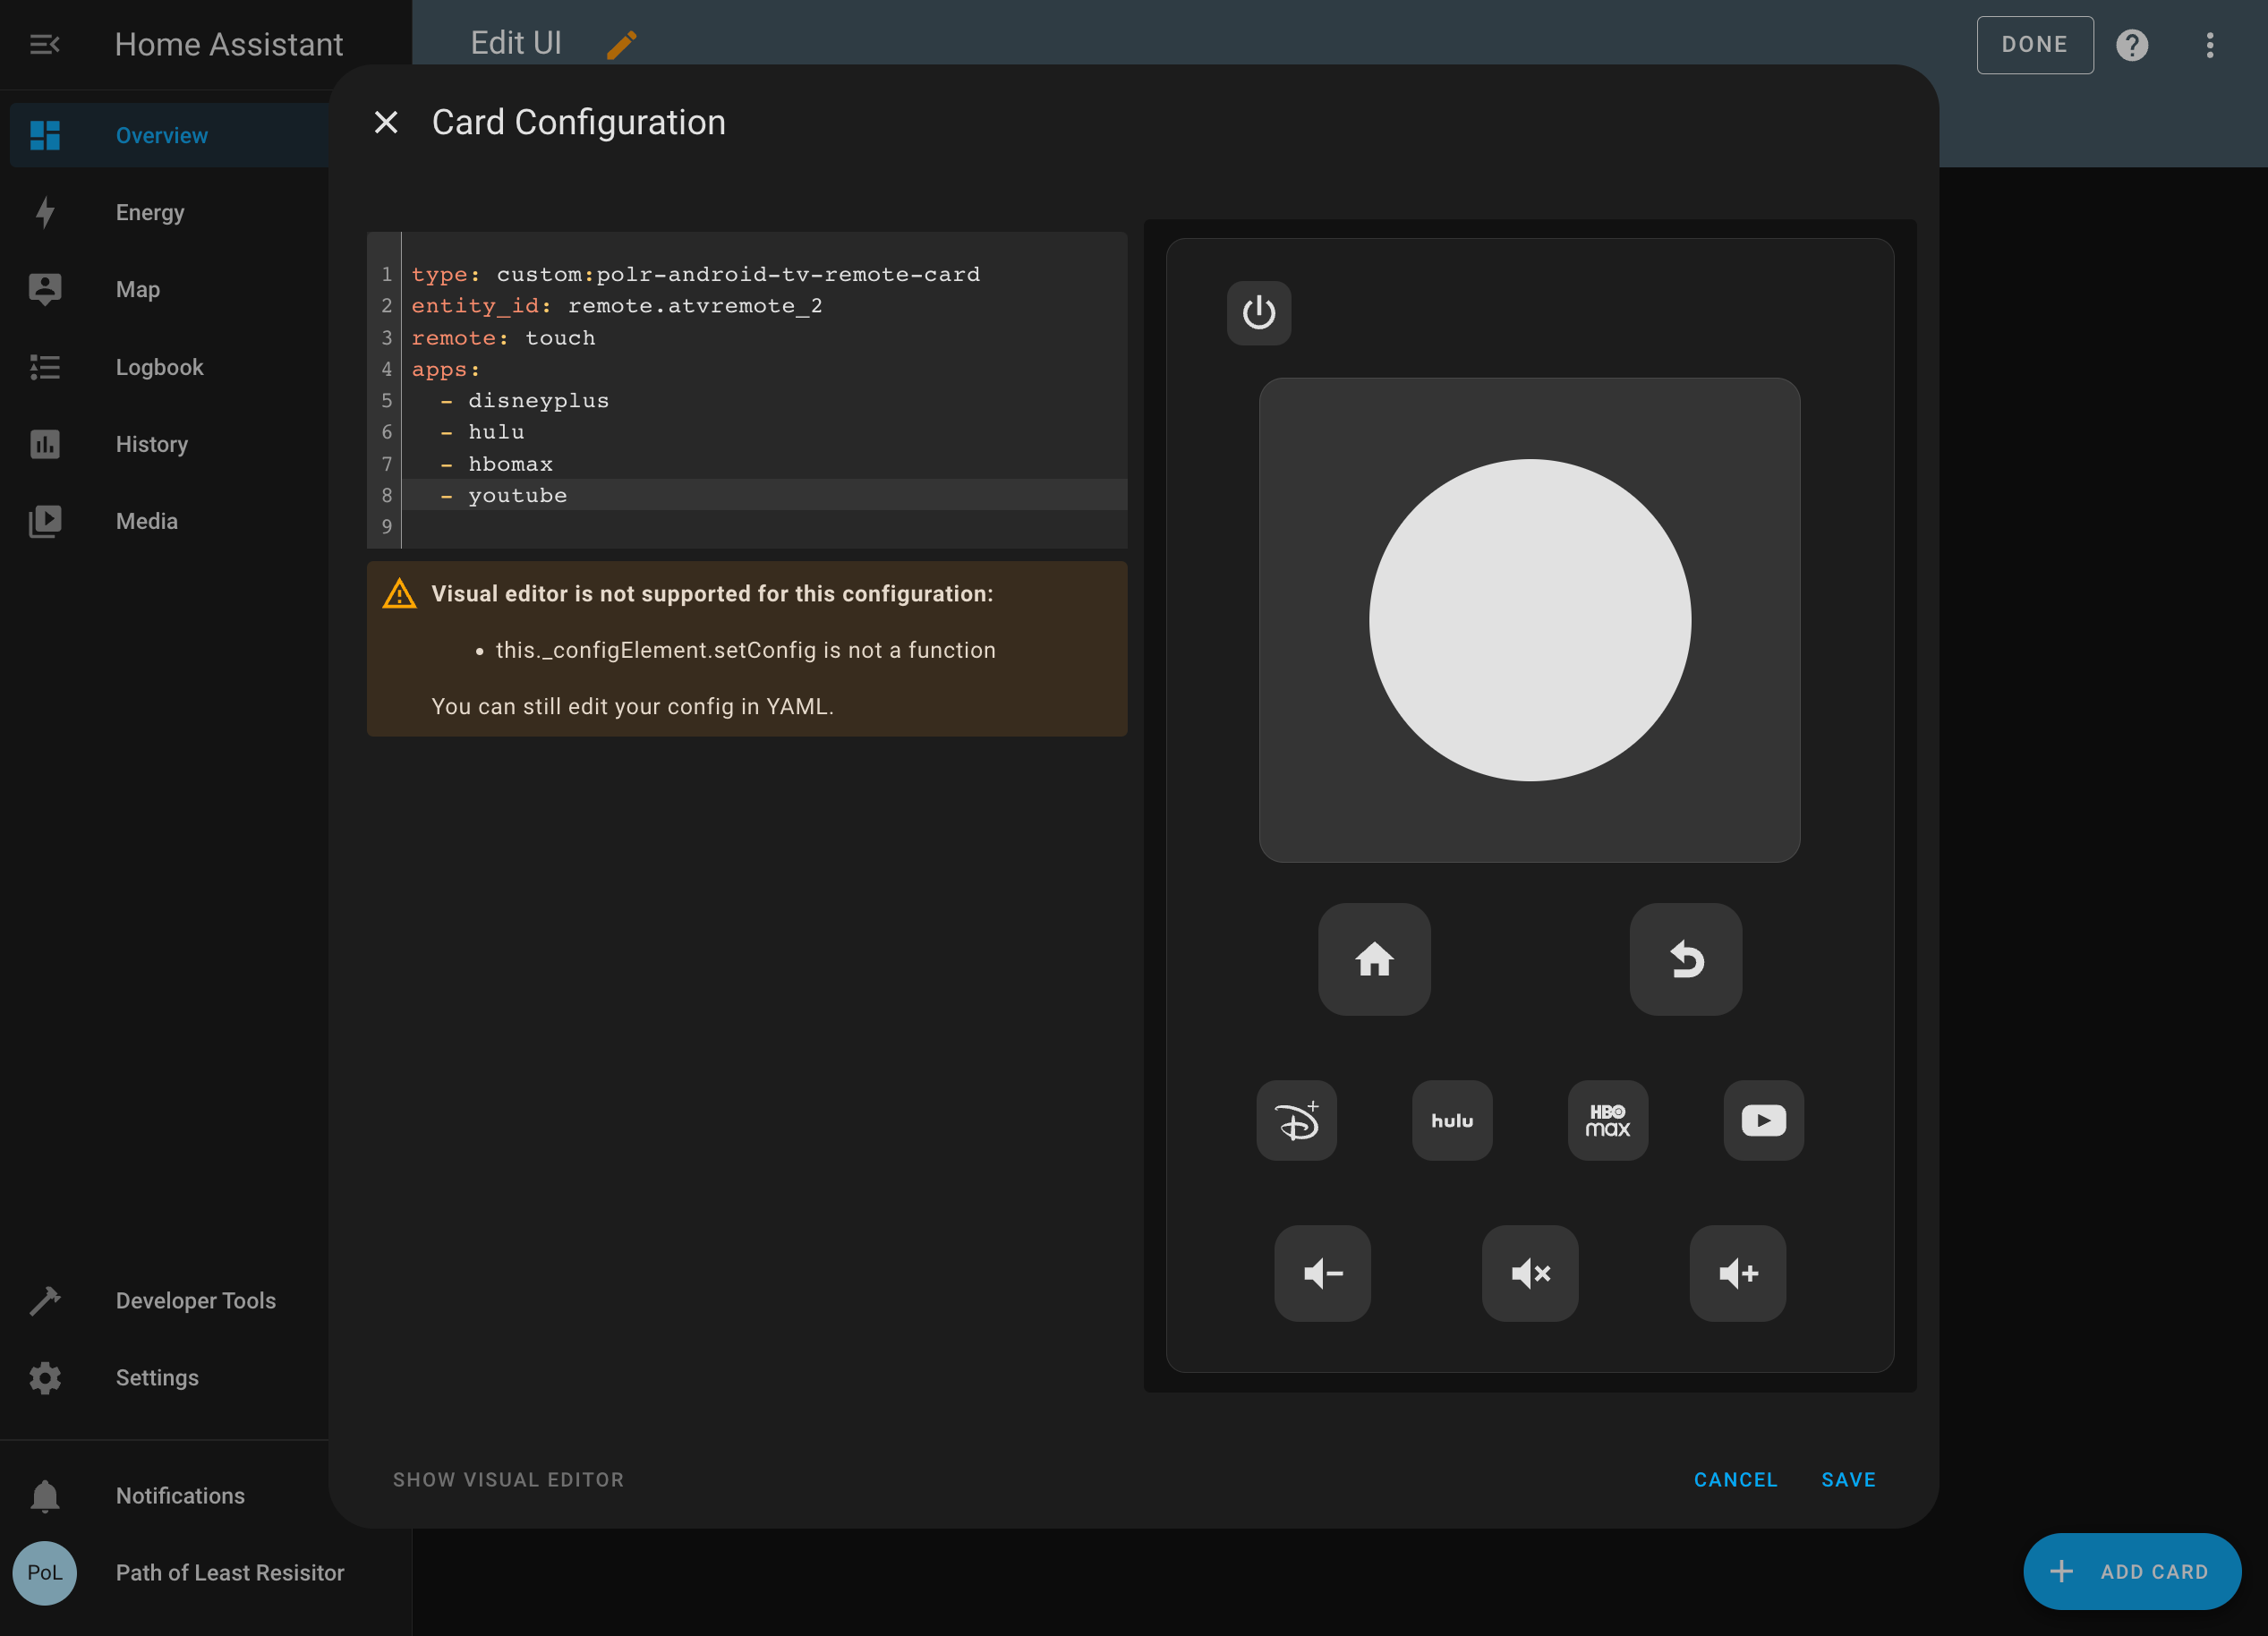 Home Assistant
Edit UI
DONE
Card Configuration
Overview
Energy
Map
Logbook
History
Media
1 type: custom:polr-android-tv-remote-card
2 entity_id: remote.atvremote_2
3 remote: touch
4 apps:
5 - disneyplus
6 - hulu
7 - hbomax
8 - youtube
9
Visual editor is not supported for this configuration:
• this._configElement.setConfig is not a function
You can still edit your config in YAML.
hulu
HBO
max
Developer Tools
Settings
Notifications
PoL Path of Least Resisitor
SHOW VISUAL EDITOR
CANCEL
SAVE
ADD CARD